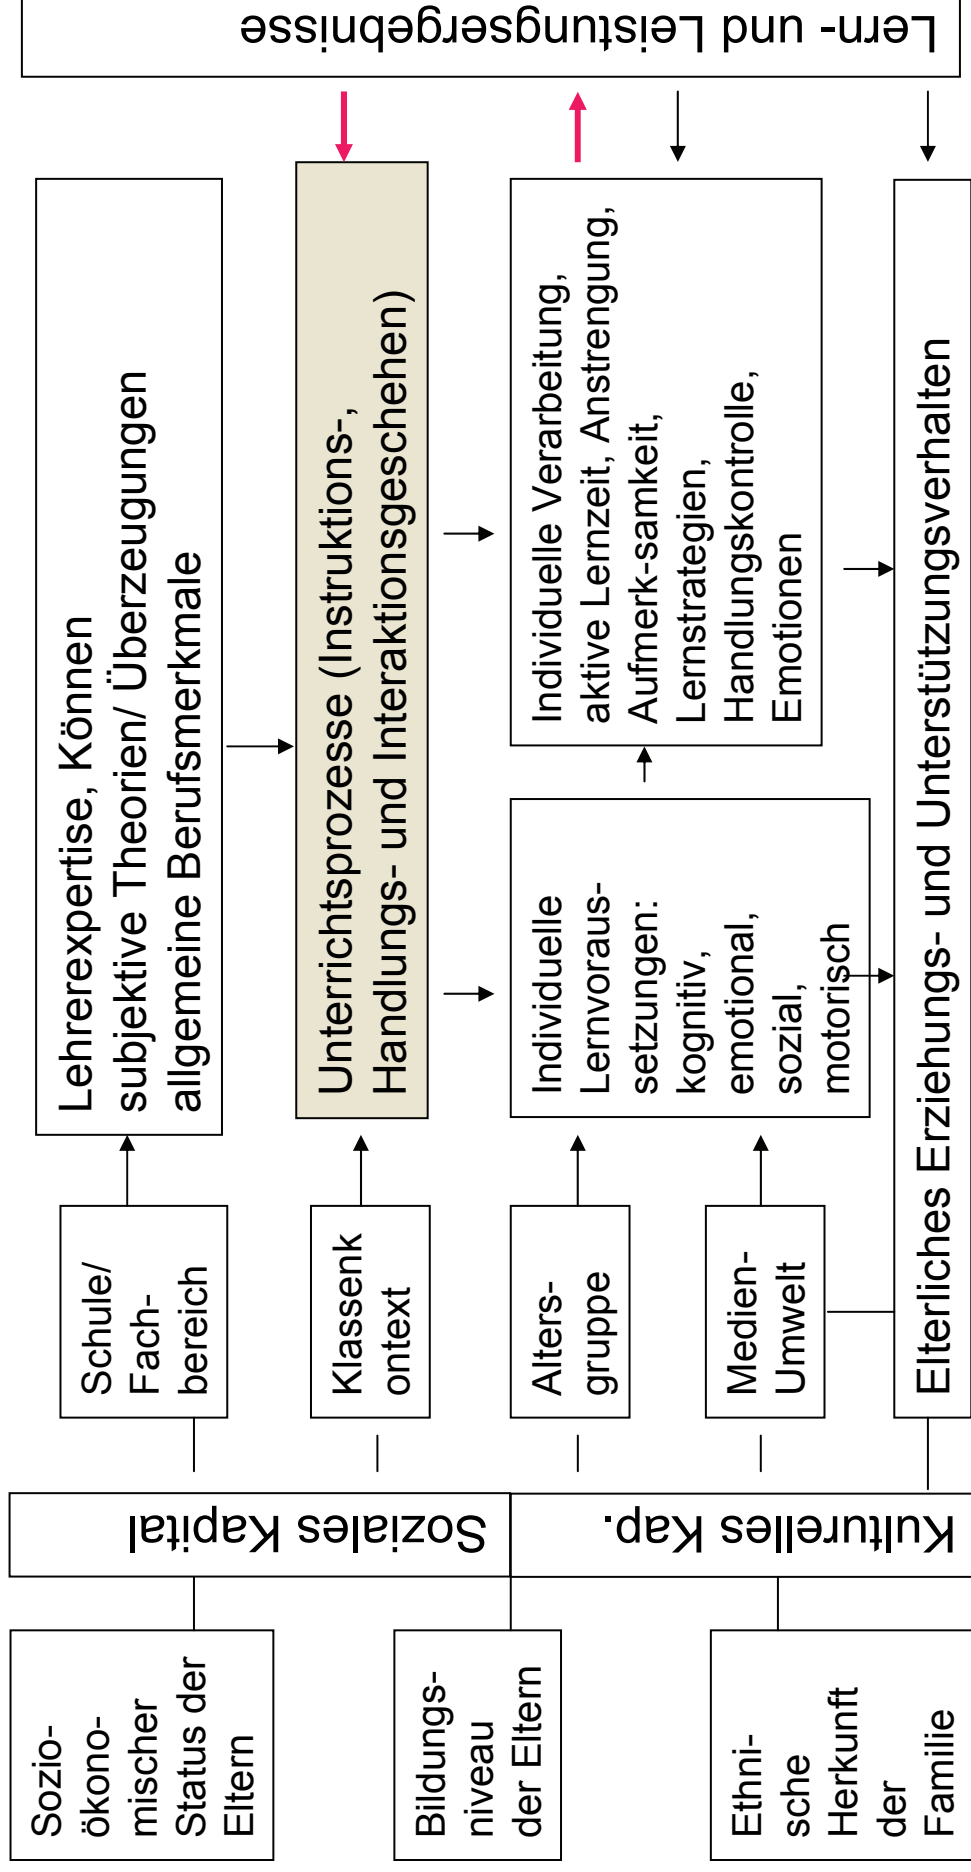 Sozio-
ökono-
mischer
Status der
Eltern
Bildungs-
niveau
der Eltern
Ethni-
sche
Herkunft
der
Familie
Soziales Kapital
Kulturelles Kap.
Schule/
Fach-
bereich
Klassenk
ontext
Alters-
gruppe
Medien-
Umwelt
Lehrerexpertise, Können
subjektive Theorien/ Überzeugungen
allgemeine Berufsmerkmale
Unterrichtsprozesse (Instruktions-,
Handlungs- und Interaktionsgeschehen)
Individuelle
Lernvoraus-
setzungen:
kognitiv,
emotional,
sozial,
motorisch
Individuelle Verarbeitung,
aktive Lernzeit, Anstrengung,
Aufmerk-samkeit,
Lernstrategien,
Handlungskontrolle,
Emotionen
Elterliches Erziehungs- und Unterstützungsverhalten
Lern- und Leistungsergebnisse